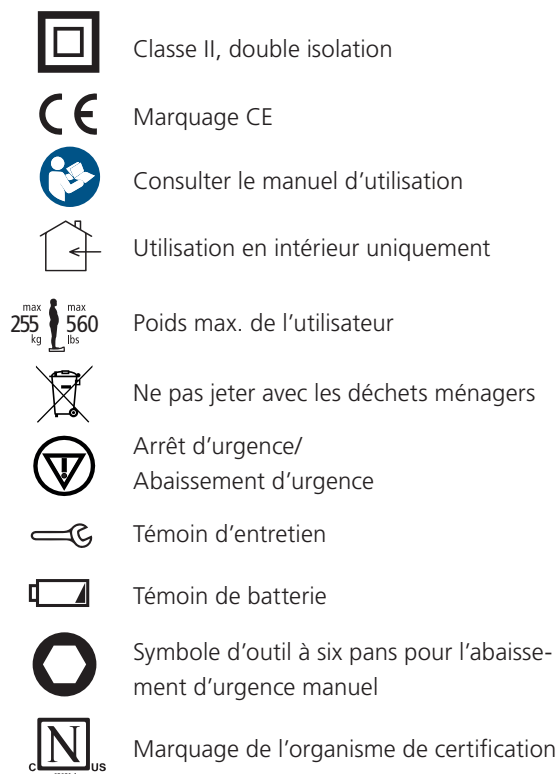 Classe II, double isolation
CE Marquage CE
Consulter le manuel d'utilisation
Utilisation en intérieur uniquement
max max
255 560
kg lbs
Poids max. de l'utilisateur
Ne pas jeter avec les déchets ménagers
Arrêt d'urgence/
Abaissement d'urgence
Témoin d'entretien
Témoin de batterie
Symbole d'outil à six pans pour l'abaisse-
ment d'urgence manuel
N
C US
Marquage de l'organisme de certification